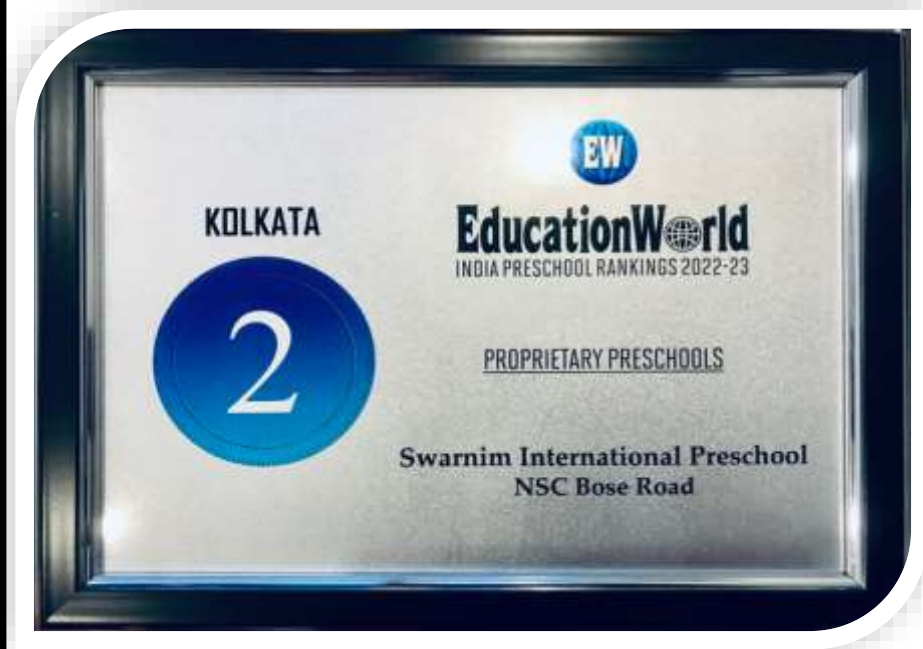 KOLKATA
2
EW
EducationWorld
INDIA PRESCHOOL RANKINGS 2022-23
PROPRIETARY PRESCHOOLS
Swarnim International Preschool
NSC Bose Road